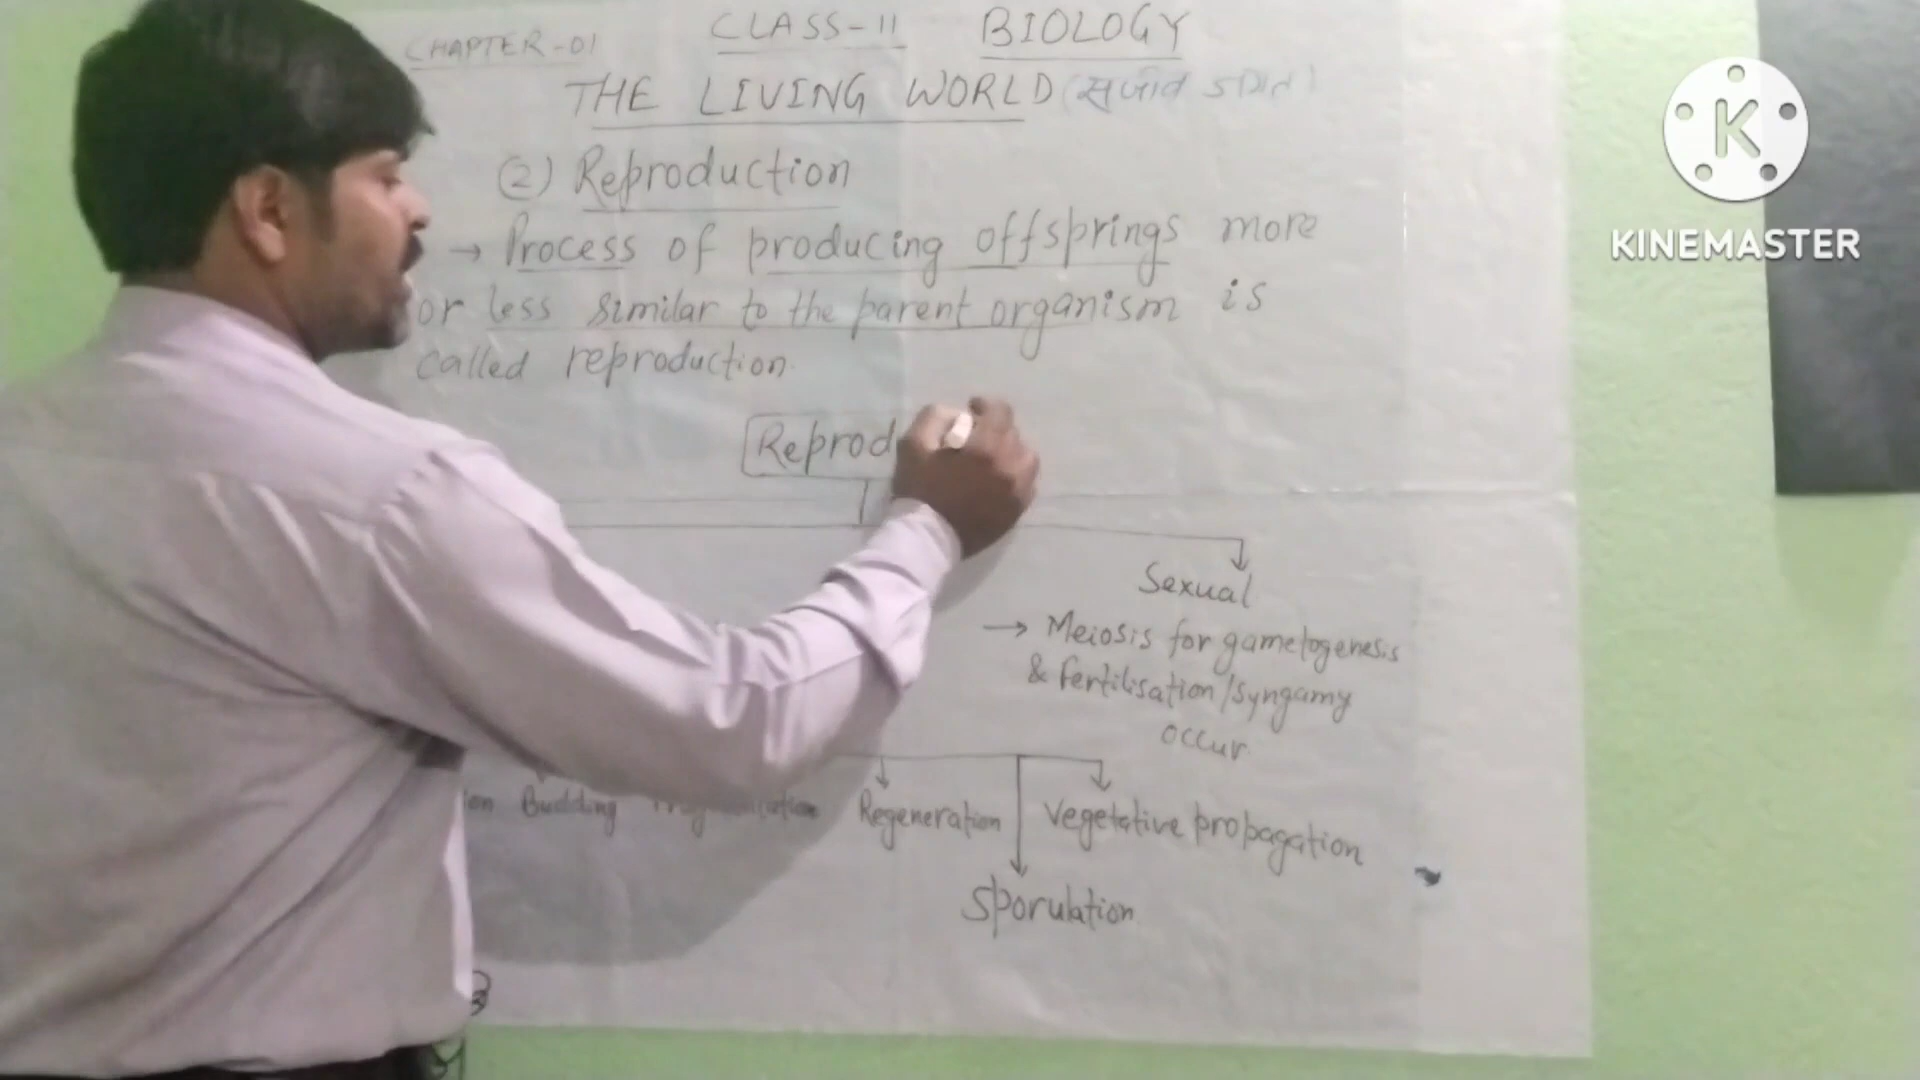 CHAPTER-01 CLASS-11 BIOLOGY
THE LIVING WORLD (सजीव जगत)
(2) Reproduction
→ Process of producing offsprings more
or less similar to the parent organism is
called reproduction.
Reprod
Sexual
→ Meiosis for gametogenesis
& fertilisation/syngamy
occur.
Budding Regeneration Vegetative propagation
Sporulation
K
KINEMASTER